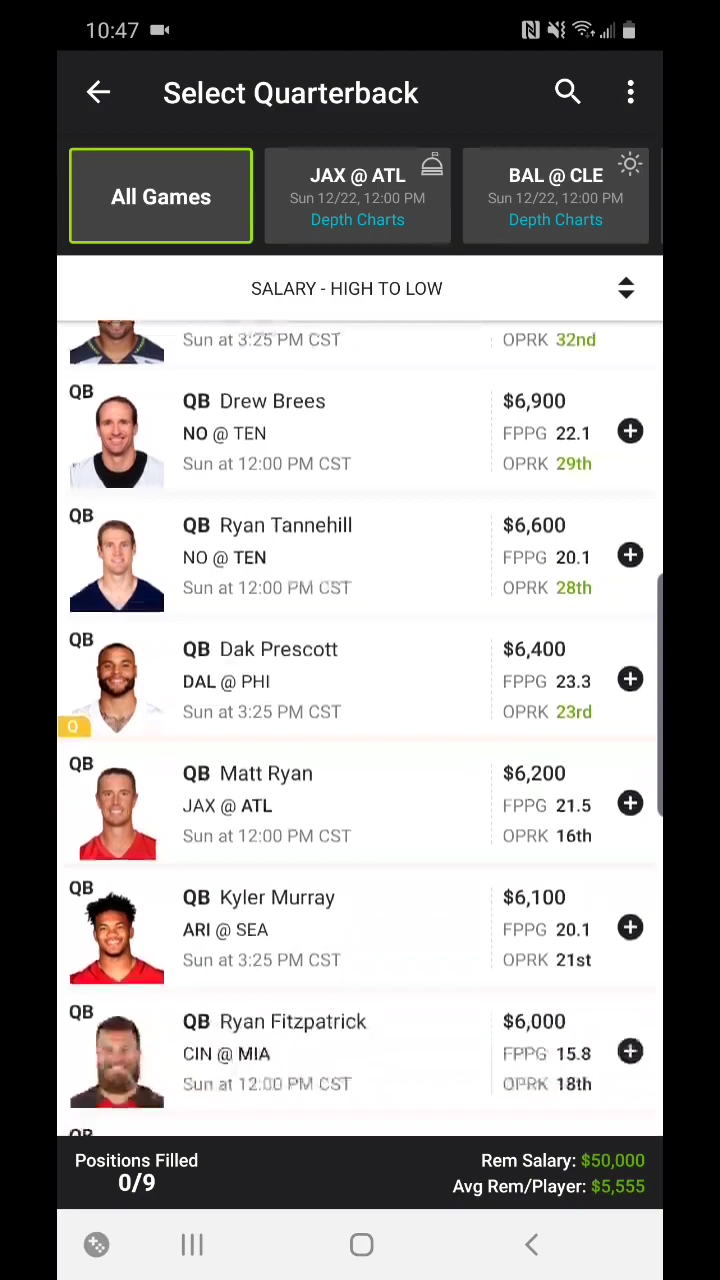 10:47
Select Quarterback
All Games
JAX @ ATL
Sun 12/22, 12:00 PM
Depth Charts
BAL @ CLE
Sun 12/22, 12:00 PM
Depth Charts
SALARY - HIGH TO LOW
Sun at 3:25 PM CST
OPRK 32nd
QB
QB Drew Brees
$6,900
NO @ TEN
FPPG 22.1
Sun at 12:00 PM CST
OPRK 29th
QB
QB Ryan Tannehill
$6,600
NO @ TEN
FPPG 20.1
Sun at 12:00 PM CST
OPRK 28th
QB
QB Dak Prescott
$6,400
DAL @ PHI
FPPG 23.3
Sun at 3:25 PM CST
OPRK 23rd
Q
QB
QB Matt Ryan
$6,200
JAX @ ATL
FPPG 21.5
Sun at 12:00 PM CST
OPRK 16th
QB
QB Kyler Murray
$6,100
ARI @ SEA
FPPG 20.1
Sun at 3:25 PM CST
OPRK 21st
QB
QB Ryan Fitzpatrick
$6,000
CIN @ MIA
FPPG 15.8
Sun at 12:00 PM CST
OPRK 18th
QB
Positions Filled
0/9
Rem Salary: $50,000
Avg Rem/Player: $5,555